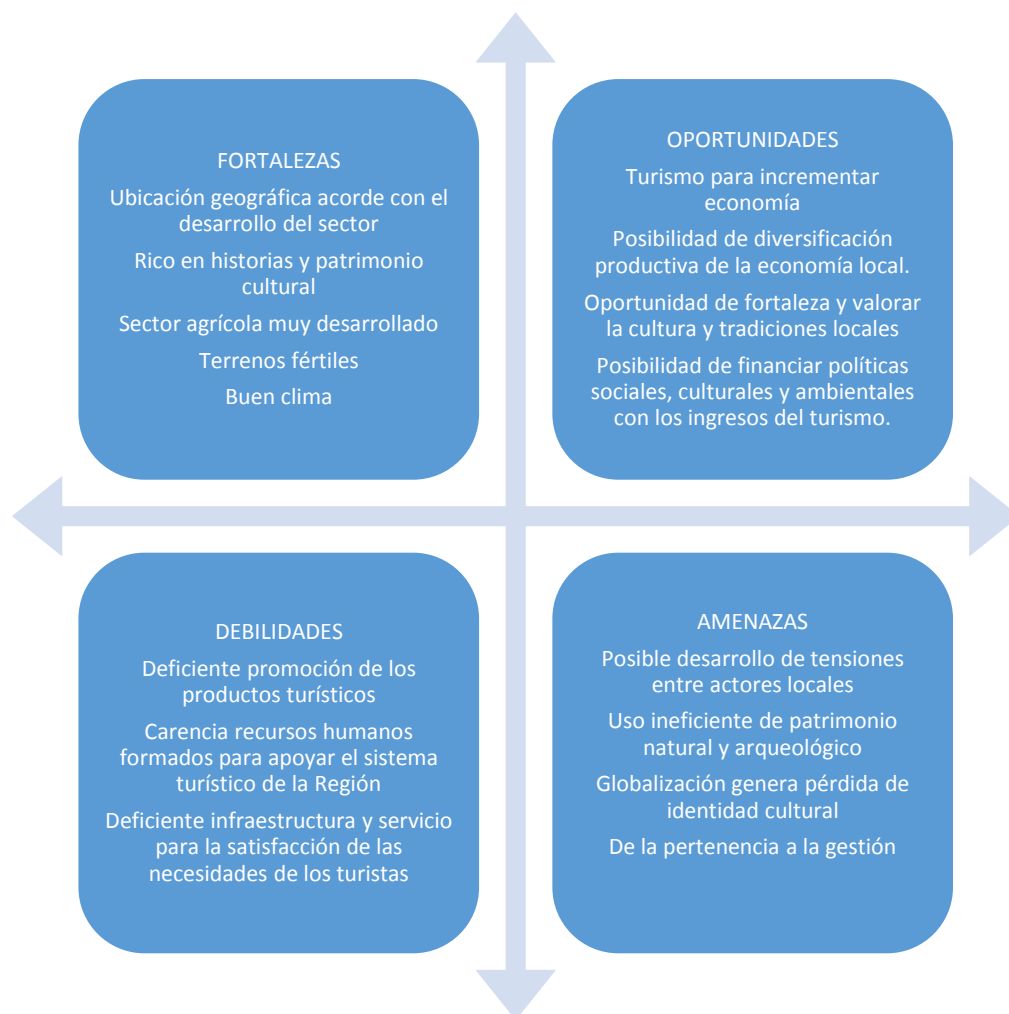 FORTALEZAS
Ubicación geográfica acorde con el
desarrollo del sector
Rico en historias y patrimonio
cultural
Sector agrícola muy desarrollado
Terrenos fértiles
Buen clima
OPORTUNIDADES
Turismo para incrementar
economía
Posibilidad de diversificación
productiva de la economía local.
Oportunidad de fortaleza y valorar
la cultura y tradiciones locales
Posibilidad de financiar políticas
sociales, culturales y ambientales
con los ingresos del turismo.
DEBILIDADES
Deficiente promoción de los
productos turísticos
Carencia recursos humanos
formados para apoyar el sistema
turístico de la Región
Deficiente infraestructura y servicio
para la satisfacción de las
necesidades de los turistas
AMENAZAS
Posible desarrollo de tensiones
entre actores locales
Uso ineficiente de patrimonio
natural y arqueológico
Globalización genera pérdida de
identidad cultural
De la pertenencia a la gestión